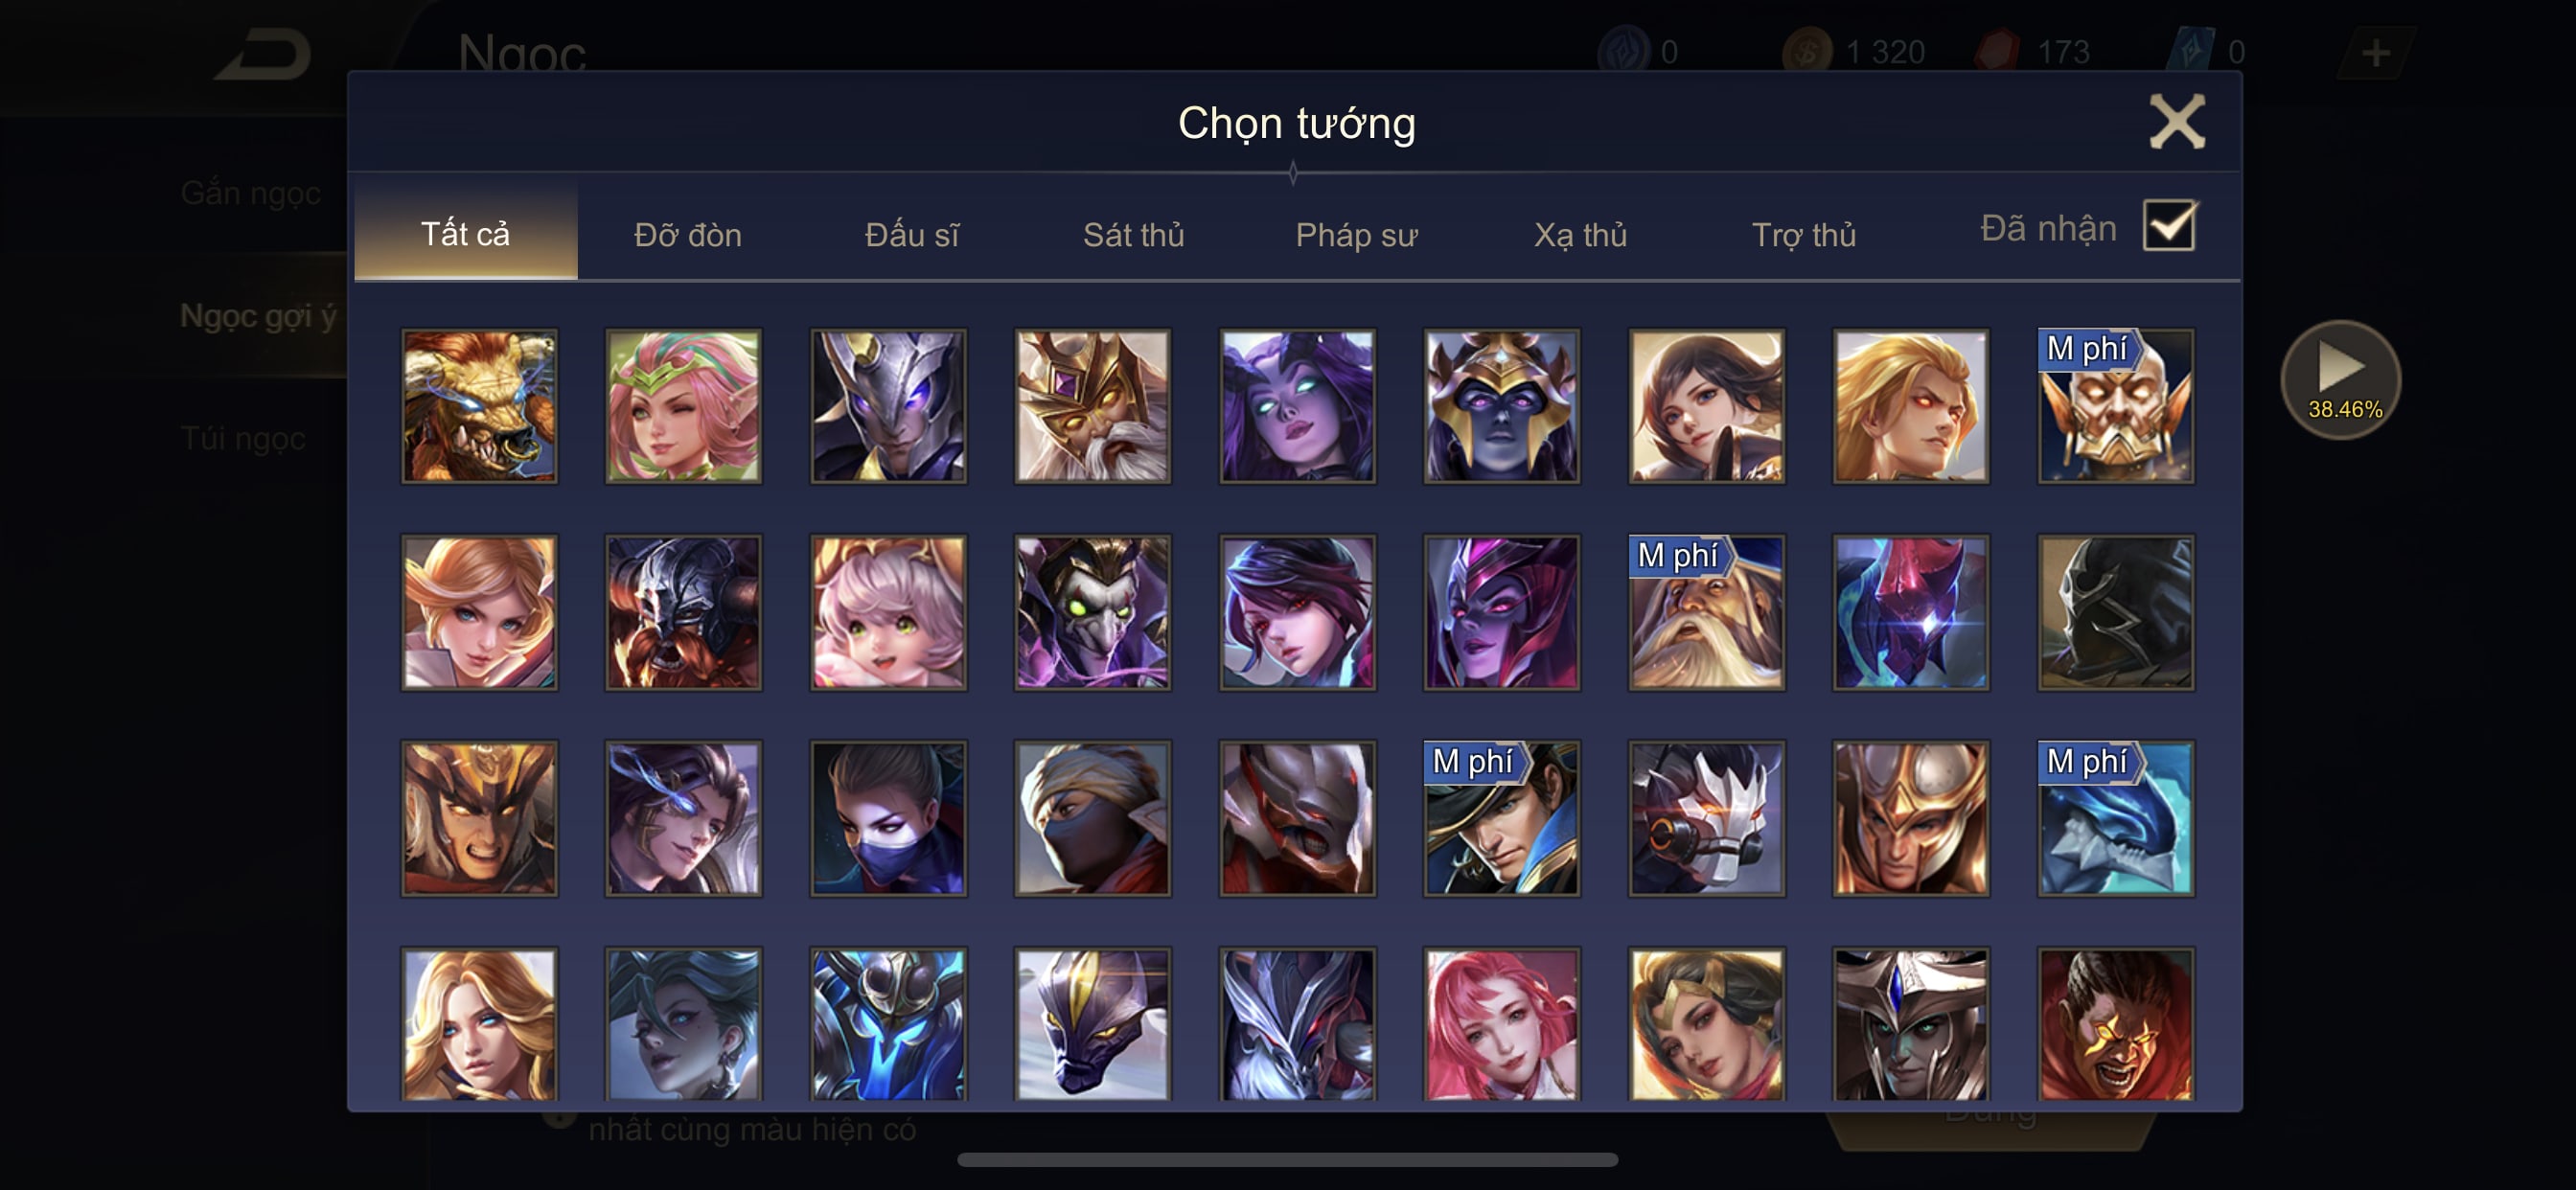 Ngọc
0
1 320
173
0
Chọn tướng
Gắn ngọc
Ngọc gợi ý
Túi ngọc
Tất cả
Đỡ đòn
Đấu sĩ
Sát thủ
Pháp sư
Xạ thủ
Trợ thủ
Đã nhận
M phí
38.46%
M phí
M phí
M phí
nhất cùng màu hiện có
Dùng